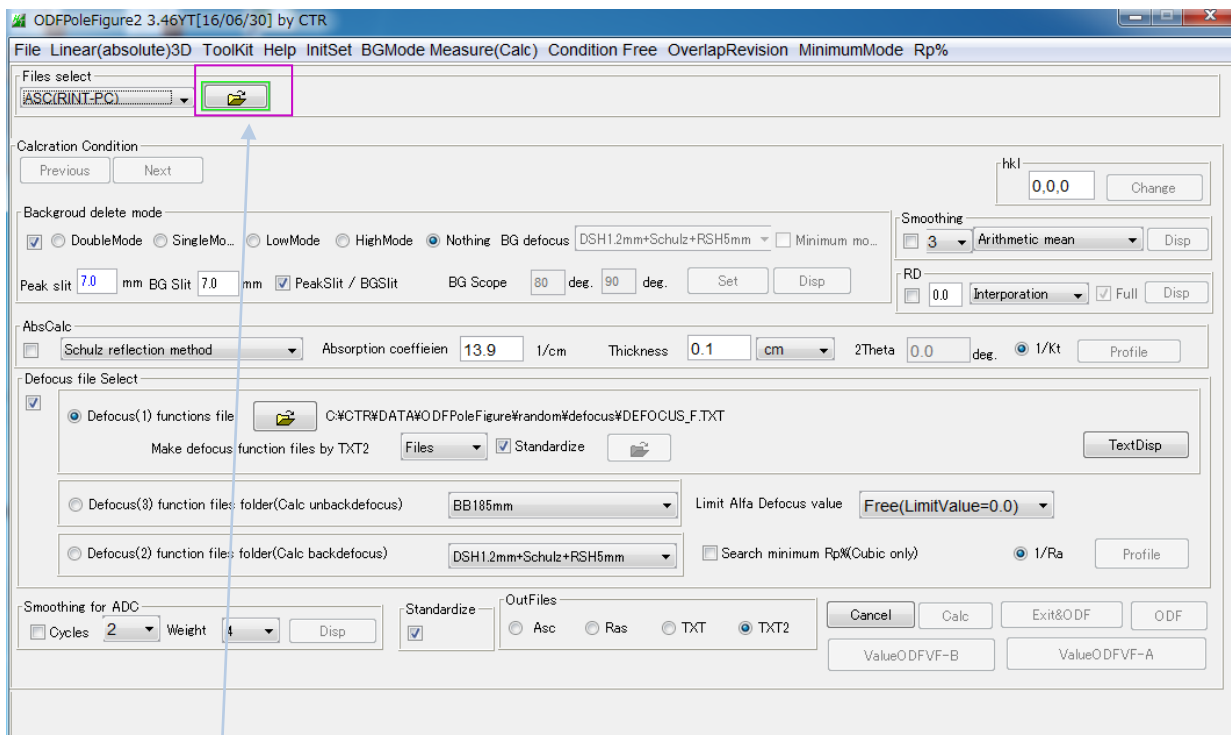 ODFPoleFigure2 3.46YT[16/06/30] by CTR
File Linear(absolute)3D ToolKit Help InitSet BGMode Measure(Calc) Condition Free OverlapRevision MinimumMode Rp%
Files select
ASC(RINT-PC)
Calcration Condition
Previous Next
hkl
0,0,0 Change
Backgroud delete mode
DoubleMode SingleMo... LowMode HighMode Nothing BG defocus DSH1.2mm+Schulz+RSH5mm Minimum mo...
Peak slit 7.0 mm BG Slit 7.0 mm PeakSlit / BGSlit BG Scope 80 deg. 90 deg. Set Disp
Smoothing
3 Arithmetic mean Disp
RD
0.0 Interporation Full Disp
AbsCalc
Schulz reflection method Absorption coeffieien 13.9 1/cm Thickness 0.1 cm 2Theta 0.0 deg. 1/Kt Profile
Defocus file Select
Defocus(1) functions file C:¥CTR¥DATA¥ODFPoleFigure¥random¥defocus¥DEFOCUS_F.TXT
Make defocus function files by TXT2 Files Standardize TextDisp
Defocus(3) function files folder(Calc unbackdefocus) BB185mm Limit Alfa Defocus value Free(LimitValue=0.0)
Defocus(2) function files folder(Calc backdefocus) DSH1.2mm+Schulz+RSH5mm Search minimum Rp%(Cubic only) 1/Ra Profile
Smoothing for ADC
Cycles 2 Weight 4 Disp
Standardize
OutFiles
Asc Ras TXT TXT2
Cancel Calc Exit&ODF ODF
ValueODFVF-B ValueODFVF-A